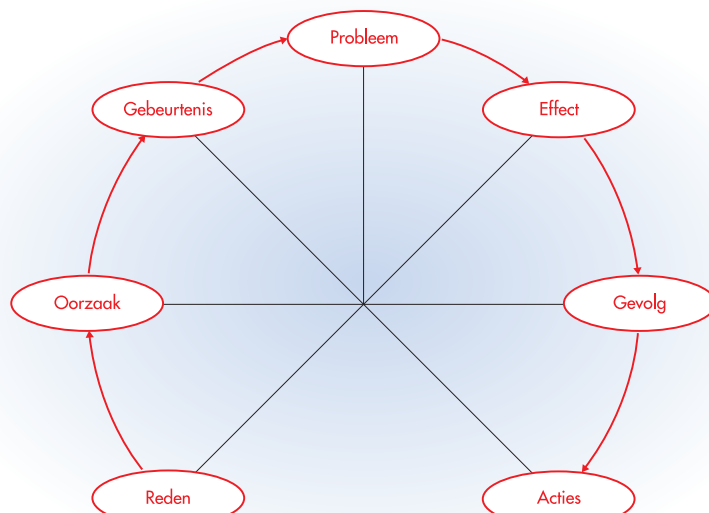 Probleem
Gebeurtenis
Effect
Oorzaak
Gevolg
Reden
Acties